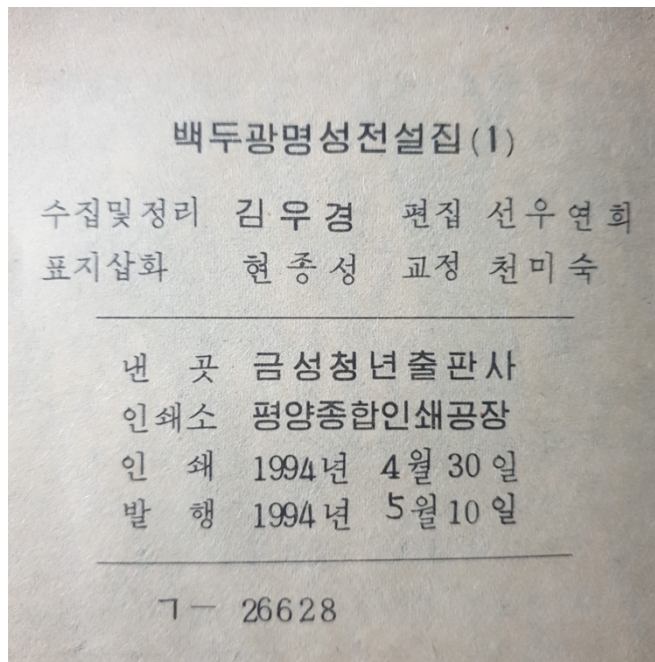 백두광명성전설집(1)
수집및정리 김우경 편집 선우연희
표지삽화 현종성 교정 천미숙
낸 곳 금성청년출판사
인쇄소 평양종합인쇄공장
인 쇄 1994년 4월 30일
발 행 1994년 5월 10일
ㄱ — 26628